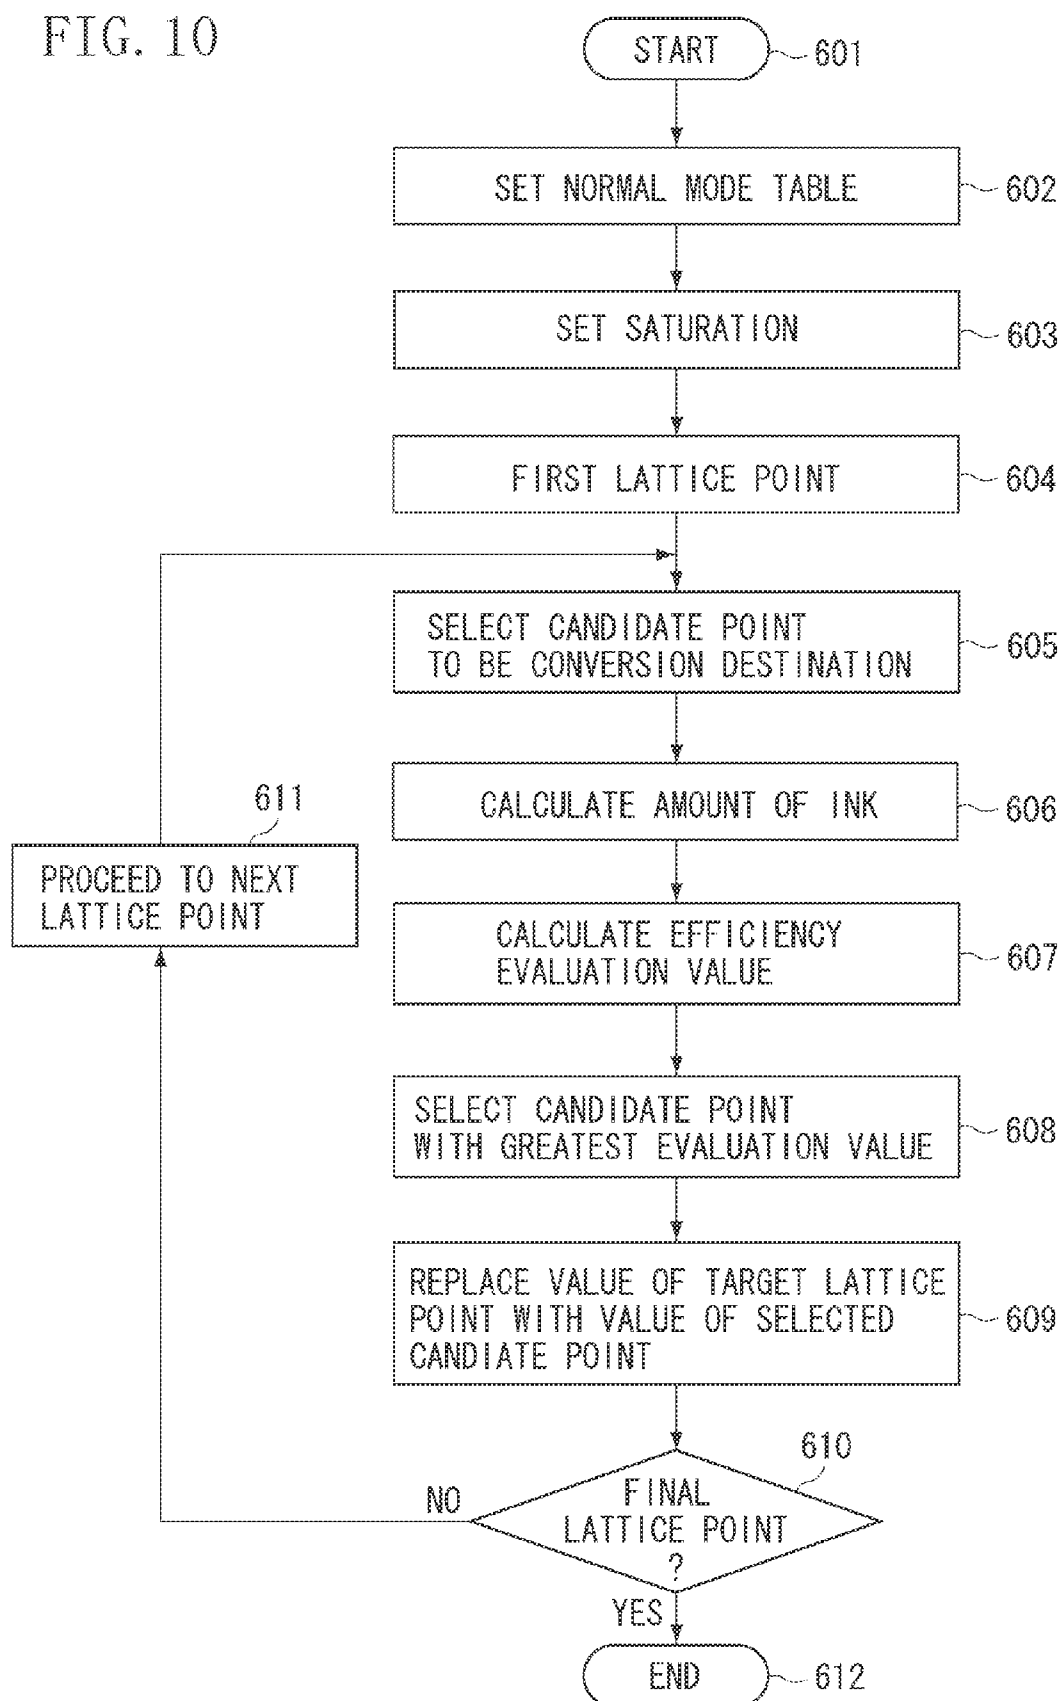 FIG. 10
START
601
SET NORMAL MODE TABLE
602
SET SATURATION
603
FIRST LATTICE POINT
604
SELECT CANDIDATE POINT
TO BE CONVERSION DESTINATION
605
CALCULATE AMOUNT OF INK
606
611
PROCEED TO NEXT
LATTICE POINT
CALCULATE EFFICIENCY
EVALUATION VALUE
607
SELECT CANDIDATE POINT
WITH GREATEST EVALUATION VALUE
608
REPLACE VALUE OF TARGET LATTICE
POINT WITH VALUE OF SELECTED
CANDIATE POINT
609
610
FINAL
LATTICE POINT
?
NO
YES
END
612